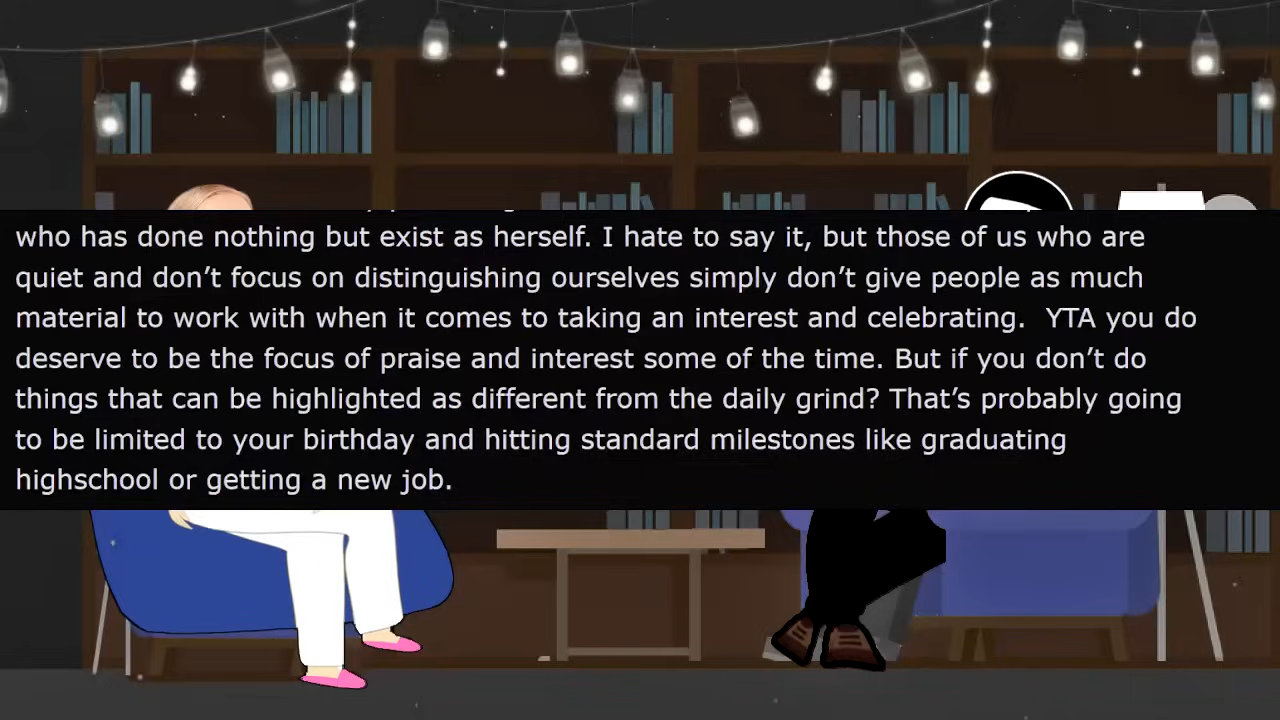 who has done nothing but exist as herself. I hate to say it, but those of us who are
quiet and don’t focus on distinguishing ourselves simply don’t give people as much
material to work with when it comes to taking an interest and celebrating.  YTA you do
deserve to be the focus of praise and interest some of the time. But if you don’t do
things that can be highlighted as different from the daily grind? That’s probably going
to be limited to your birthday and hitting standard milestones like graduating
highschool or getting a new job.